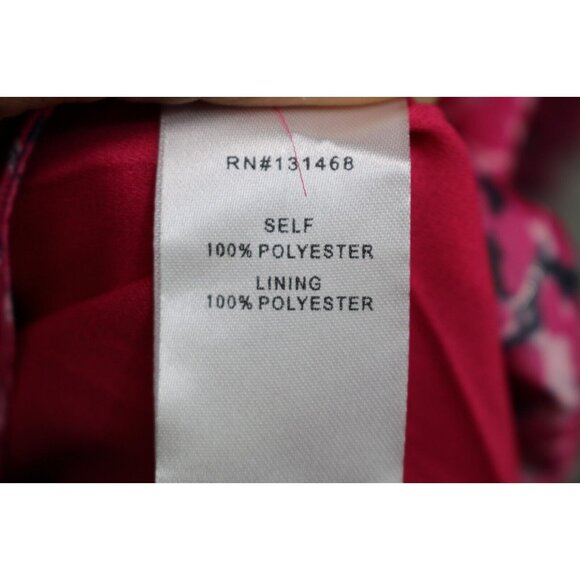 RN#131468
SELF
100% POLYESTER
LINING
100% POLYESTER